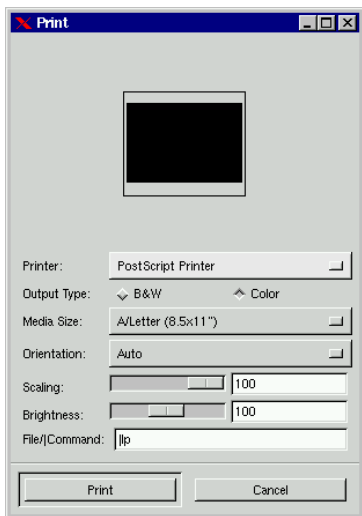 Print
Printer: PostScript Printer
Output Type: B&W Color
Media Size: A/Letter (8.5x11")
Orientation: Auto
Scaling: 100
Brightness: 100
File/|Command: |lp
Print Cancel